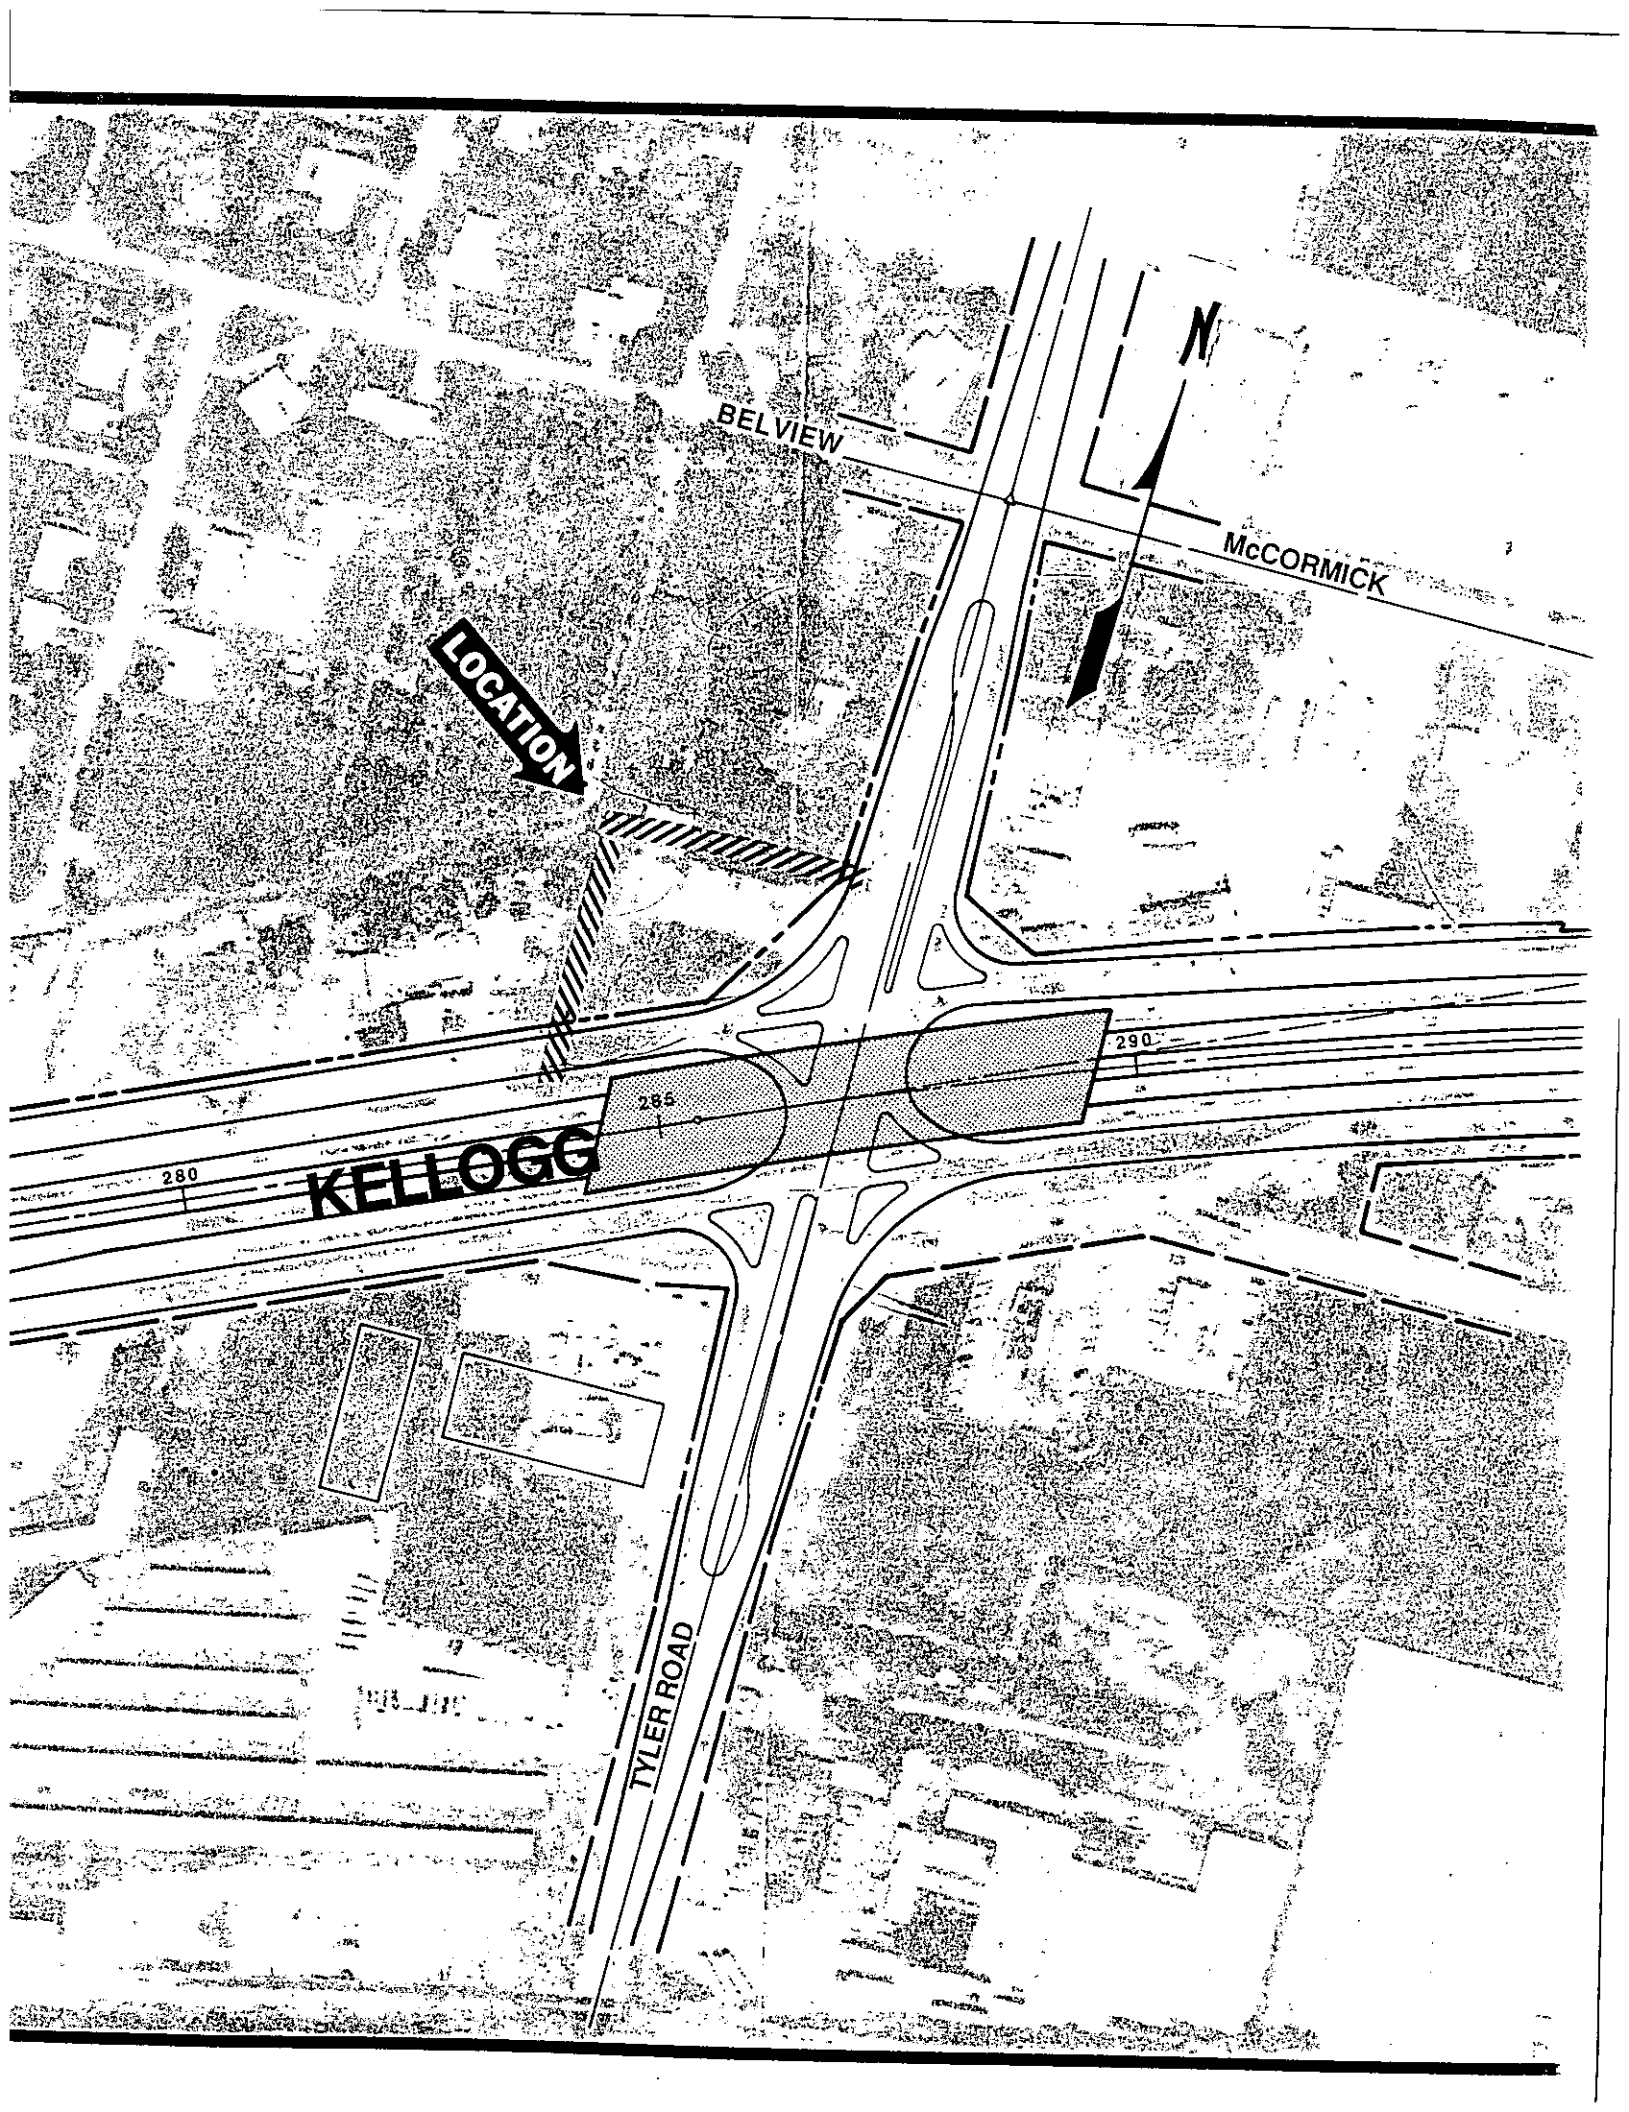 N
BELVIEW
McCORMICK
LOCATION
290
285
KELLOGG
280
TYLER ROAD